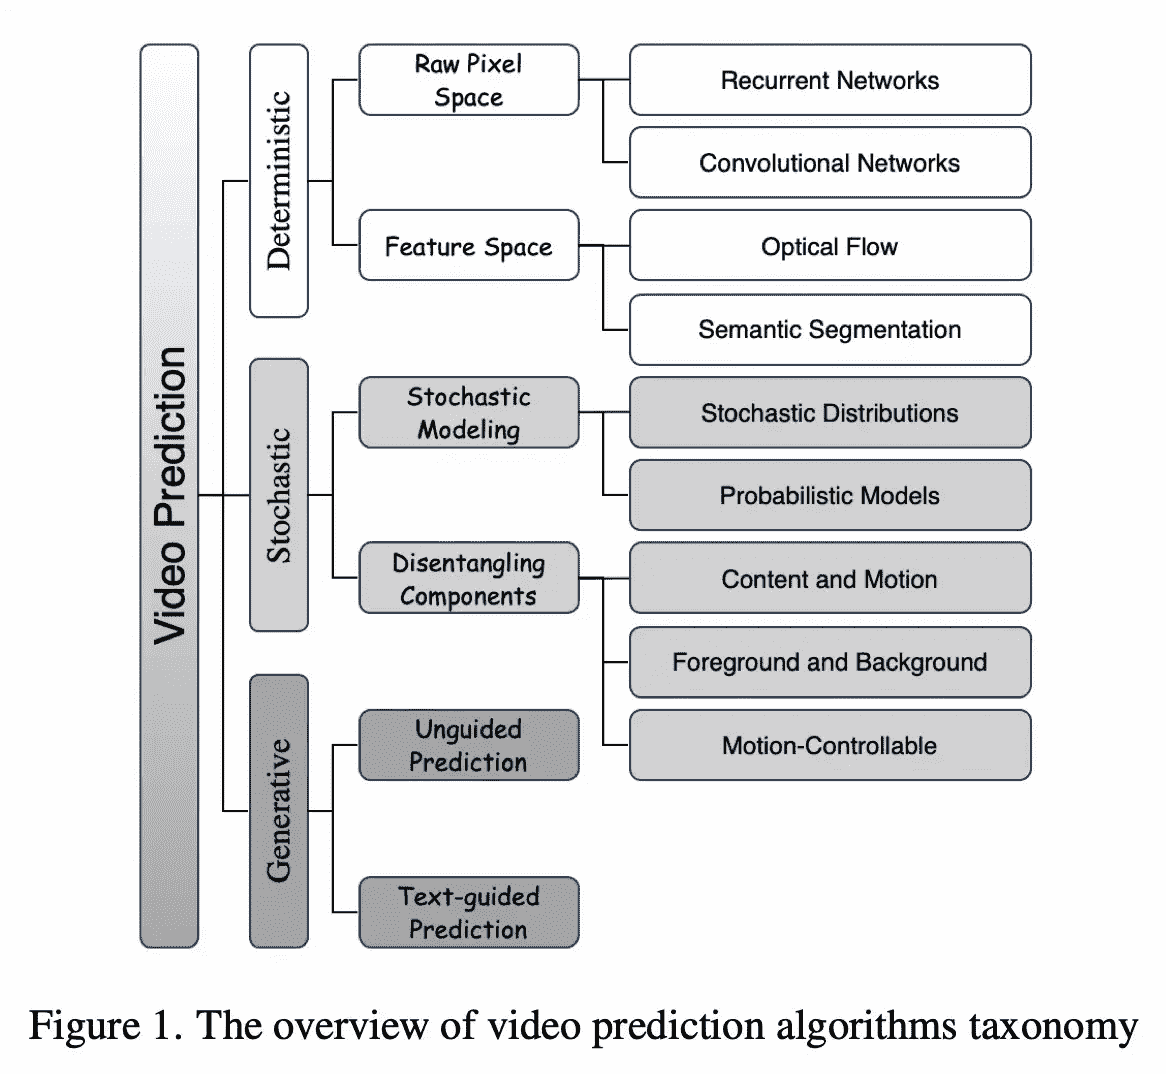 Video Prediction
Deterministic
Raw Pixel
Space
Recurrent Networks
Convolutional Networks
Feature Space
Optical Flow
Semantic Segmentation
Stochastic
Stochastic
Modeling
Stochastic Distributions
Probabilistic Models
Disentangling
Components
Content and Motion
Foreground and Background
Motion-Controllable
Generative
Unguided
Prediction
Text-guided
Prediction
Figure 1. The overview of video prediction algorithms taxonomy